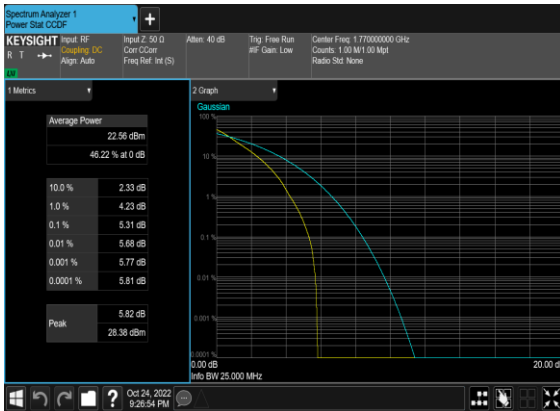 Spectrum Analyzer 1
Power Stat CCDF
+
KEYSIGHT
R T
LXI
Input: RF
Coupling: DC
Align: Auto
Input Z: 50 Ω
Corr CCorr
Freq Ref: Int (S)
Atten: 40 dB
Trig: Free Run
#IF Gain: Low
Center Freq: 1.770000000 GHz
Counts: 1.00 M/1.00 Mpt
Radio Std: None
1 Metrics
Average Power
22.56 dBm
46.22 % at 0 dB
10.0 % 2.33 dB
1.0 % 4.23 dB
0.1 % 5.31 dB
0.01 % 5.68 dB
0.001 % 5.77 dB
0.0001 % 5.81 dB
Peak
5.82 dB
28.38 dBm
2 Graph
Gaussian
100 %
10 %
1 %
0.1 %
0.01 %
0.001 %
0.0001 %
0.00 dB
20.00 d
Info BW 25.000 MHz
?
Oct 24, 2022
9:26:54 PM